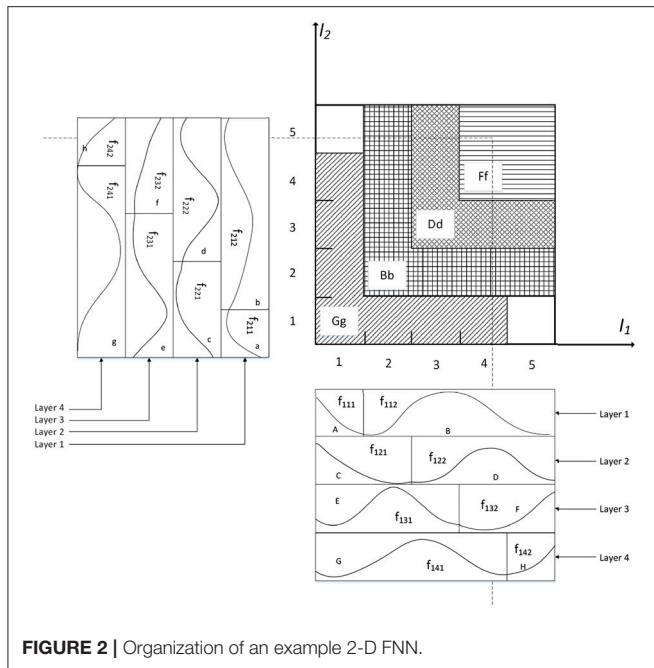 I2
5
4
3
2
1
Ff
Dd
Bb
Gg
I1
1 2 3 4 5
h
f242
f241
g
f232
f
f231
e
f222
d
f221
c
f212
b
f211
a
Layer 4
Layer 3
Layer 2
Layer 1
f111 f112
A B
Layer 1
f121 f122
C D
Layer 2
E f131 f132 F
Layer 3
G f141 f142 H
Layer 4
FIGURE 2 | Organization of an example 2-D FNN.